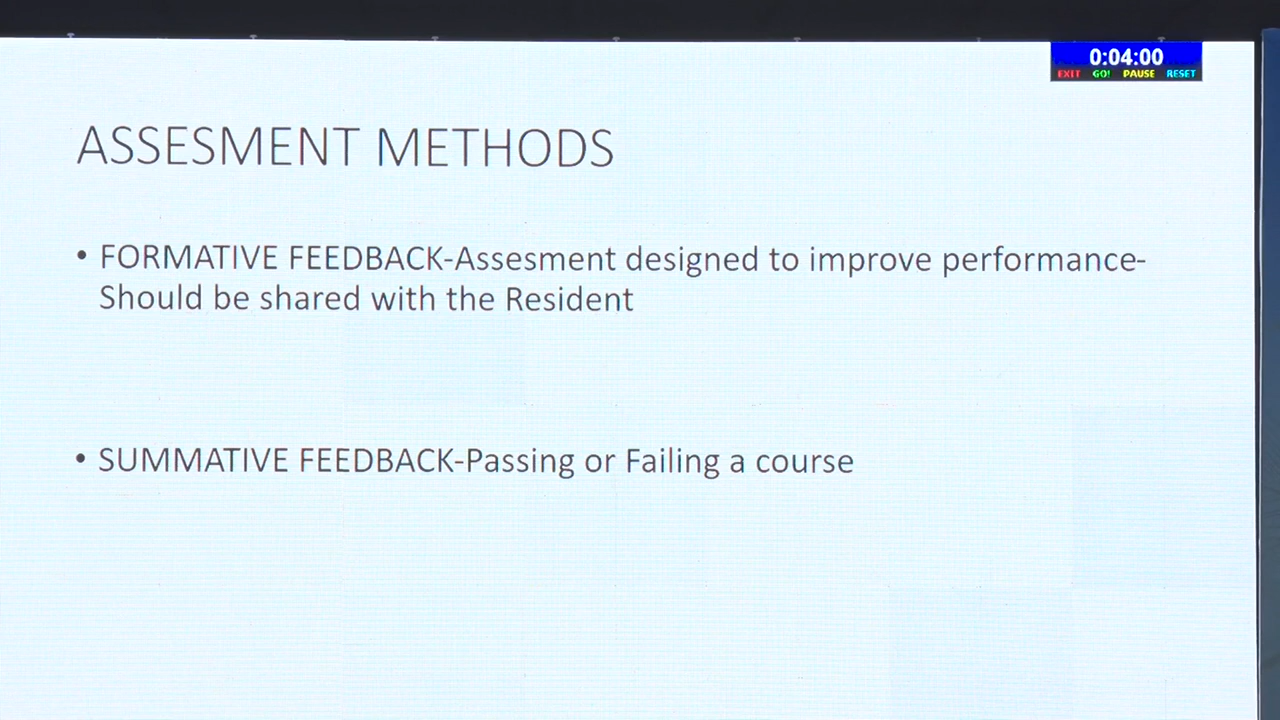 0:04:00
EXIT GO! PAUSE RESET
ASSESMENT METHODS
• FORMATIVE FEEDBACK-Assesment designed to improve performance-
Should be shared with the Resident
• SUMMATIVE FEEDBACK-Passing or Failing a course